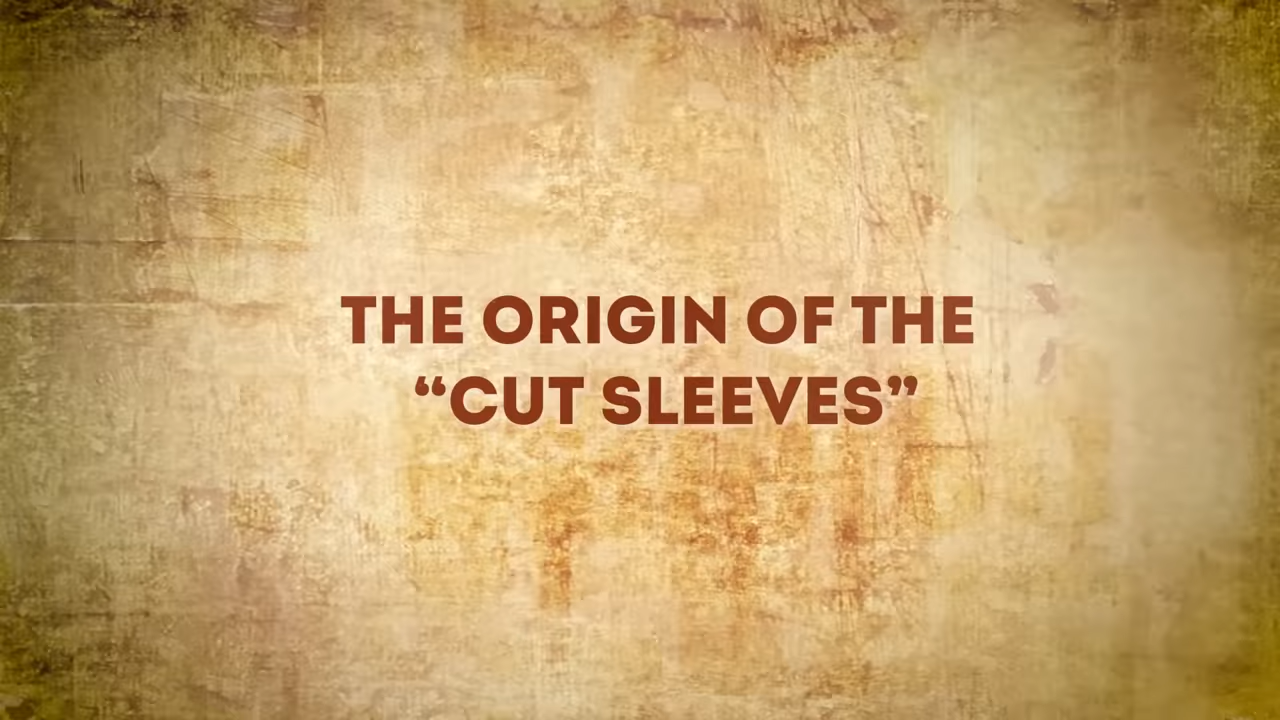 THE ORIGIN OF THE
“CUT SLEEVES”